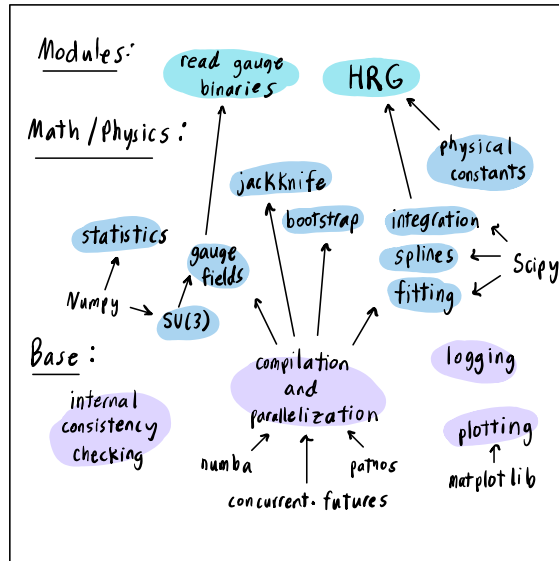 Modules:
read gauge
binaries
HRG
Math/Physics:
physical
constants
jackknife
bootstrap
integration
statistics
gauge
fields
splines
Scipy
Numpy
SU(3)
fitting
Base:
compilation
and
parallelization
logging
internal
consistency
checking
plotting
numba
pathos
matplotlib
concurrent.futures